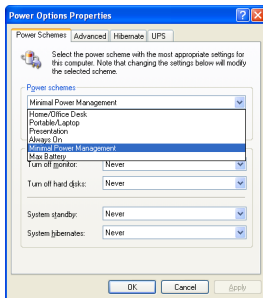 Power Options Properties
Power Schemes Advanced Hibernate UPS
Select the power scheme with the most appropriate settings for
this computer. Note that changing the settings below will modify
the selected scheme.
Power schemes
Minimal Power Management
Home/Office Desk
Portable/Laptop
Presentation
Always On
Minimal Power Management
Max Battery
Turn off monitor: Never
Turn off hard disks: Never
System standby: Never
System hibernates: Never
OK Cancel Apply